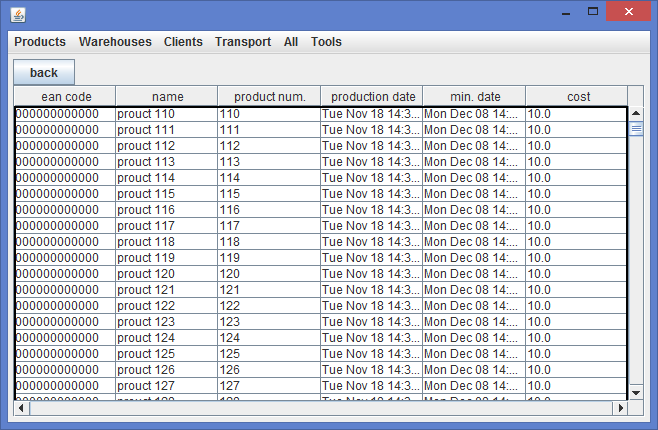 Products Warehouses Clients Transport All Tools
back
ean code name product num. production date min. date cost
000000000000 prouct 110 110 Tue Nov 18 14:3... Mon Dec 08 14:... 10.0
000000000000 prouct 111 111 Tue Nov 18 14:3... Mon Dec 08 14:... 10.0
000000000000 prouct 112 112 Tue Nov 18 14:3... Mon Dec 08 14:... 10.0
000000000000 prouct 113 113 Tue Nov 18 14:3... Mon Dec 08 14:... 10.0
000000000000 prouct 114 114 Tue Nov 18 14:3... Mon Dec 08 14:... 10.0
000000000000 prouct 115 115 Tue Nov 18 14:3... Mon Dec 08 14:... 10.0
000000000000 prouct 116 116 Tue Nov 18 14:3... Mon Dec 08 14:... 10.0
000000000000 prouct 117 117 Tue Nov 18 14:3... Mon Dec 08 14:... 10.0
000000000000 prouct 118 118 Tue Nov 18 14:3... Mon Dec 08 14:... 10.0
000000000000 prouct 119 119 Tue Nov 18 14:3... Mon Dec 08 14:... 10.0
000000000000 prouct 120 120 Tue Nov 18 14:3... Mon Dec 08 14:... 10.0
000000000000 prouct 121 121 Tue Nov 18 14:3... Mon Dec 08 14:... 10.0
000000000000 prouct 122 122 Tue Nov 18 14:3... Mon Dec 08 14:... 10.0
000000000000 prouct 123 123 Tue Nov 18 14:3... Mon Dec 08 14:... 10.0
000000000000 prouct 124 124 Tue Nov 18 14:3... Mon Dec 08 14:... 10.0
000000000000 prouct 125 125 Tue Nov 18 14:3... Mon Dec 08 14:... 10.0
000000000000 prouct 126 126 Tue Nov 18 14:3... Mon Dec 08 14:... 10.0
000000000000 prouct 127 127 Tue Nov 18 14:3... Mon Dec 08 14:... 10.0